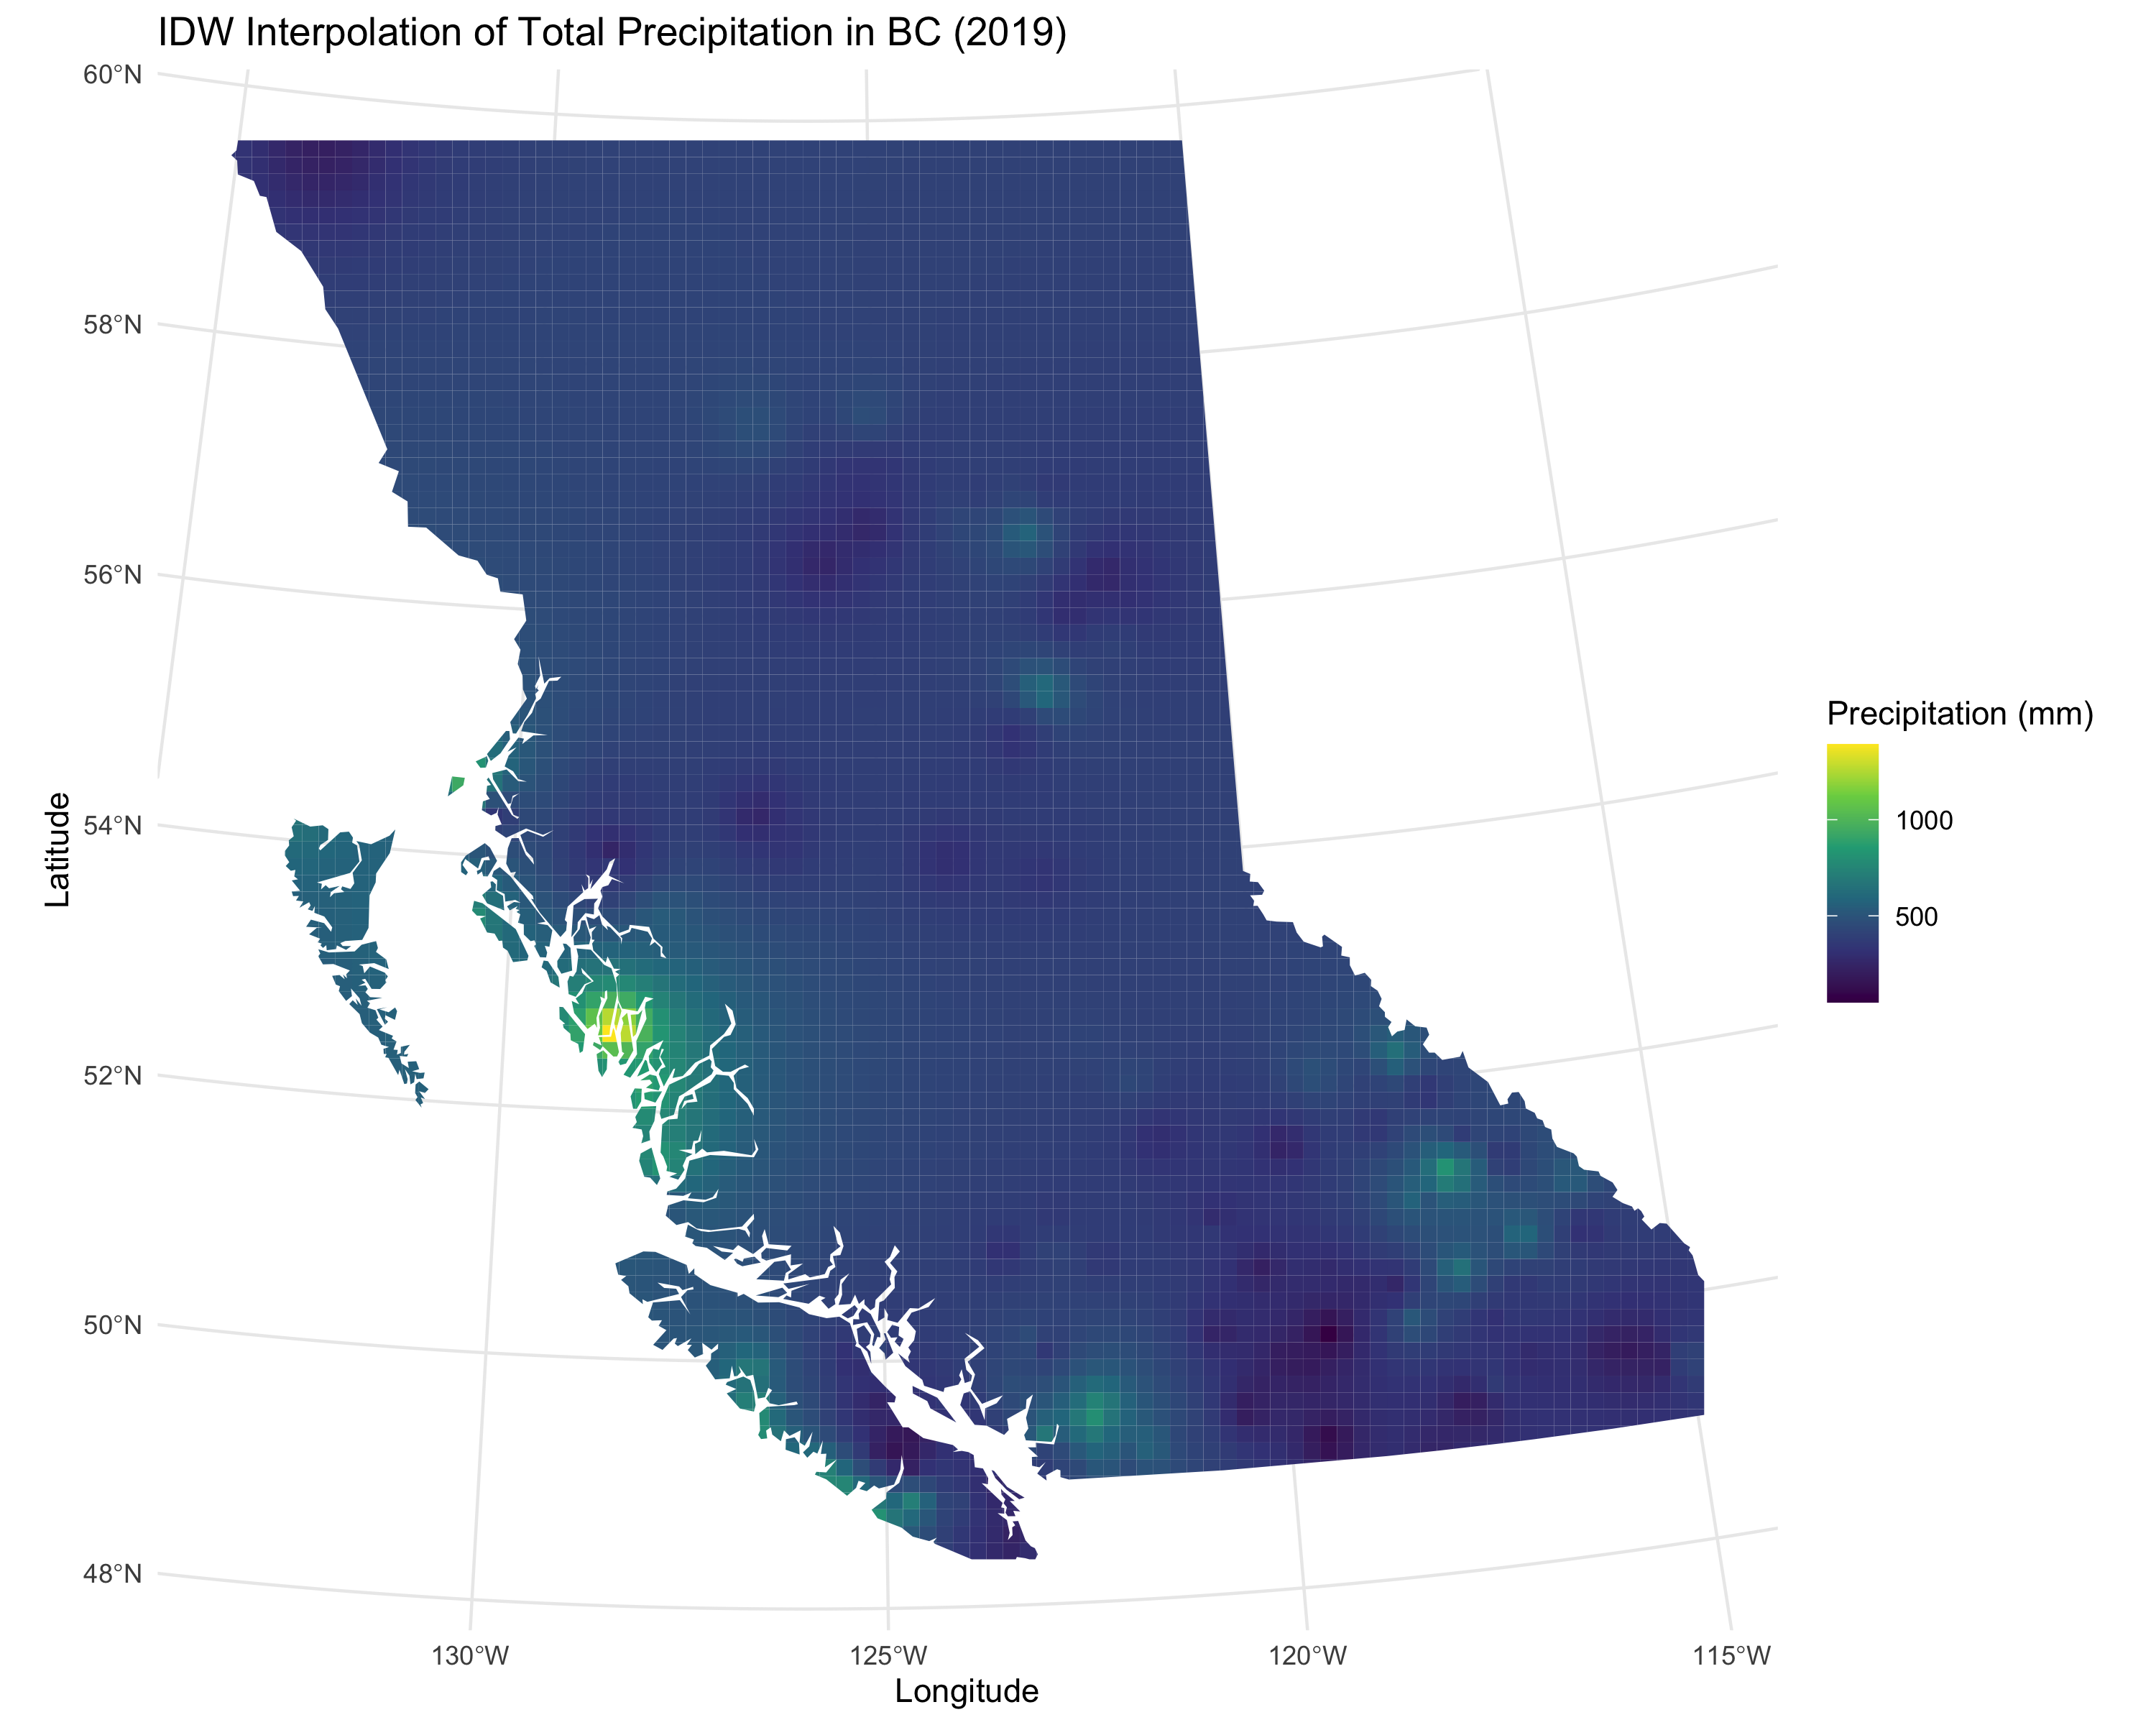 IDW Interpolation of Total Precipitation in BC (2019)
60°N
58°N
56°N
54°N
52°N
50°N
48°N
Latitude
130°W
125°W
120°W
115°W
Longitude
Precipitation (mm)
1000
500